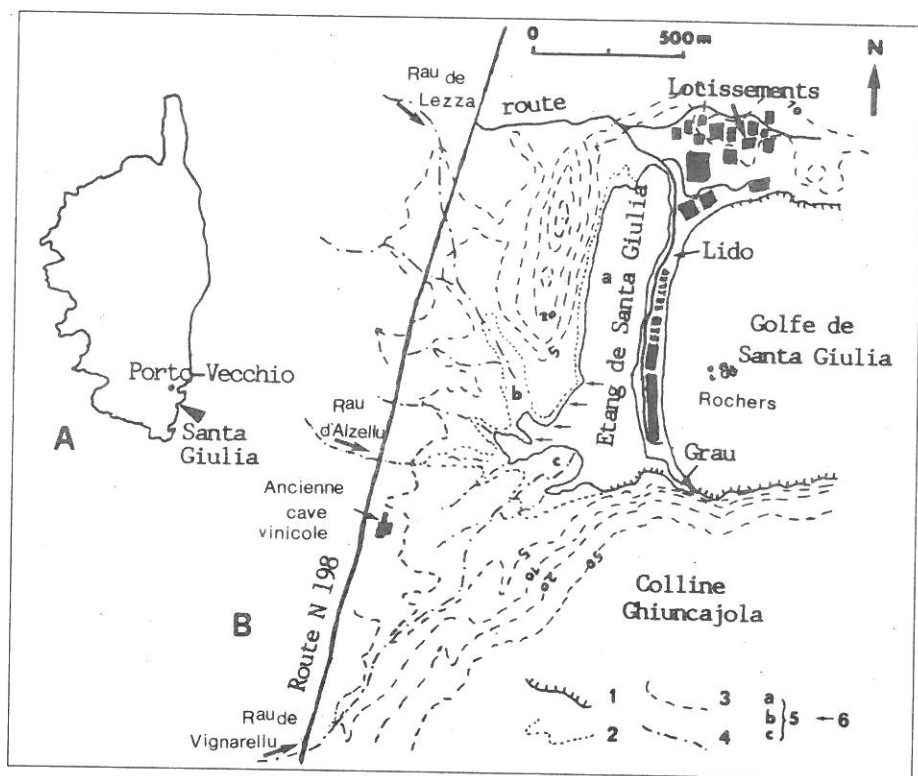 0 500 m
N
Rau de
Lezza
route
Lotissements
Etang de Santa Giulia
a
Lido
20
5
Golfe de
Santa Giulia
Rochers
Porto-Vecchio
Santa
Giulia
A
b
Rau
d'Alzellu
c
Grau
Ancienne
cave
vinicole
B
Route N 198
5
10
20
50
Colline
Ghiuncajola
Rau de
Vignarellu
1
2
3
4
a
b
c
5
6